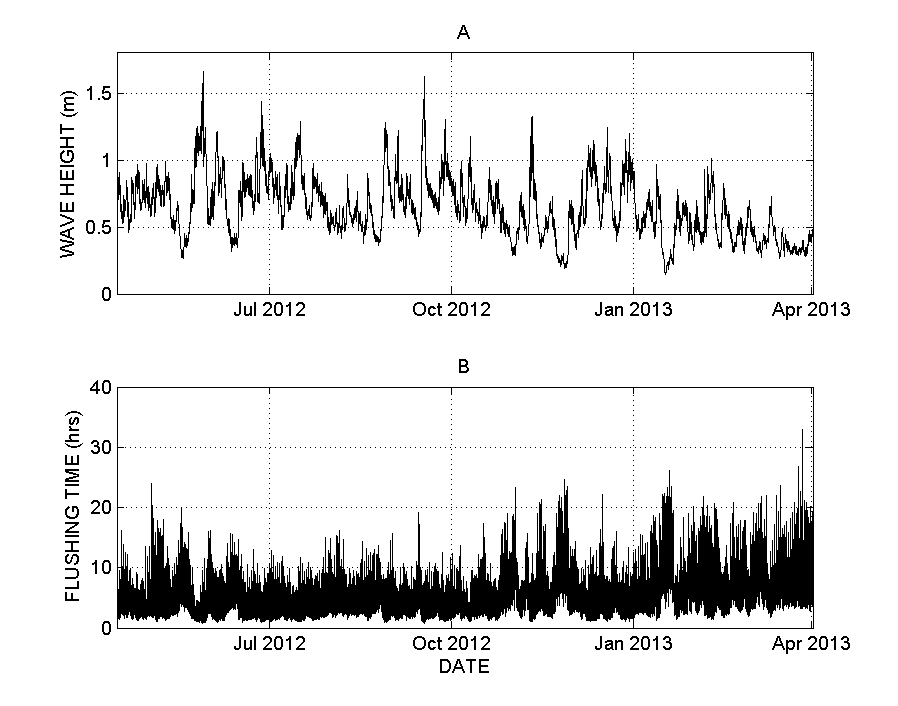 A
WAVE HEIGHT (m)
1.5
1
0.5
0
Jul 2012 Oct 2012 Jan 2013 Apr 2013
B
FLUSHING TIME (hrs)
40
30
20
10
0
Jul 2012 Oct 2012 Jan 2013 Apr 2013
DATE